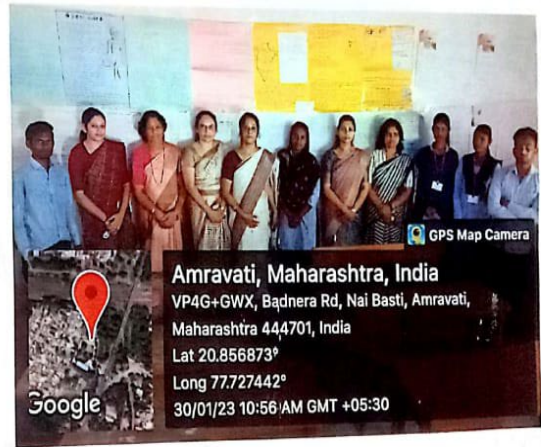 GPS Map Camera
Amravati, Maharashtra, India
VP4G+GWX, Badnera Rd, Nai Basti, Amravati,
Maharashtra 444701, India
Lat 20.856873°
Long 77.727442°
30/01/23 10:56 AM GMT +05:30
Google